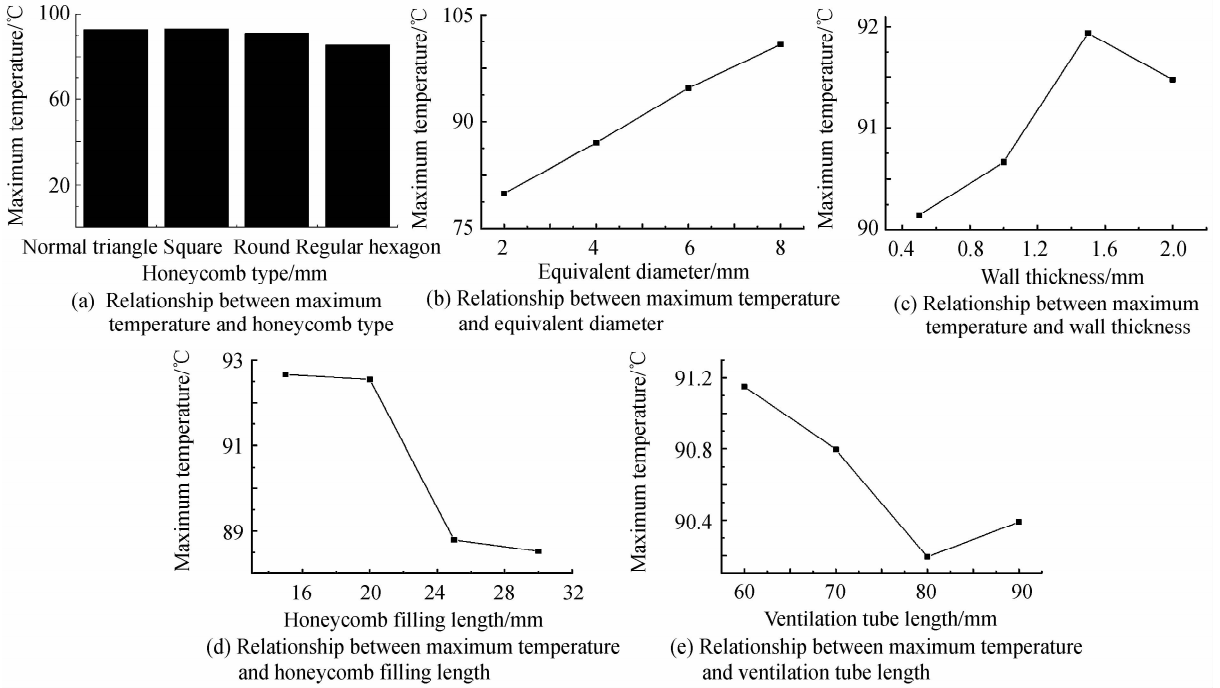 Maximum temperature/℃
100
60
20
Normal triangle Square Round Regular hexagon
Honeycomb type/mm
(a) Relationship between maximum
temperature and honeycomb type
Maximum temperature/℃
105
90
75
2 4 6 8
Equivalent diameter/mm
(b) Relationship between maximum temperature
and equivalent diameter
Maximum temperature/℃
92
91
90
0.4 0.8 1.2 1.6 2.0
Wall thickness/mm
(c) Relationship between maximum
temperature and wall thickness
Maximum temperature/℃
93
91
89
16 20 24 28 32
Honeycomb filling length/mm
(d) Relationship between maximum temperature
and honeycomb filling length
Maximum temperature/℃
91.2
90.8
90.4
60 70 80 90
Ventilation tube length/mm
(e) Relationship between maximum temperature
and ventilation tube length